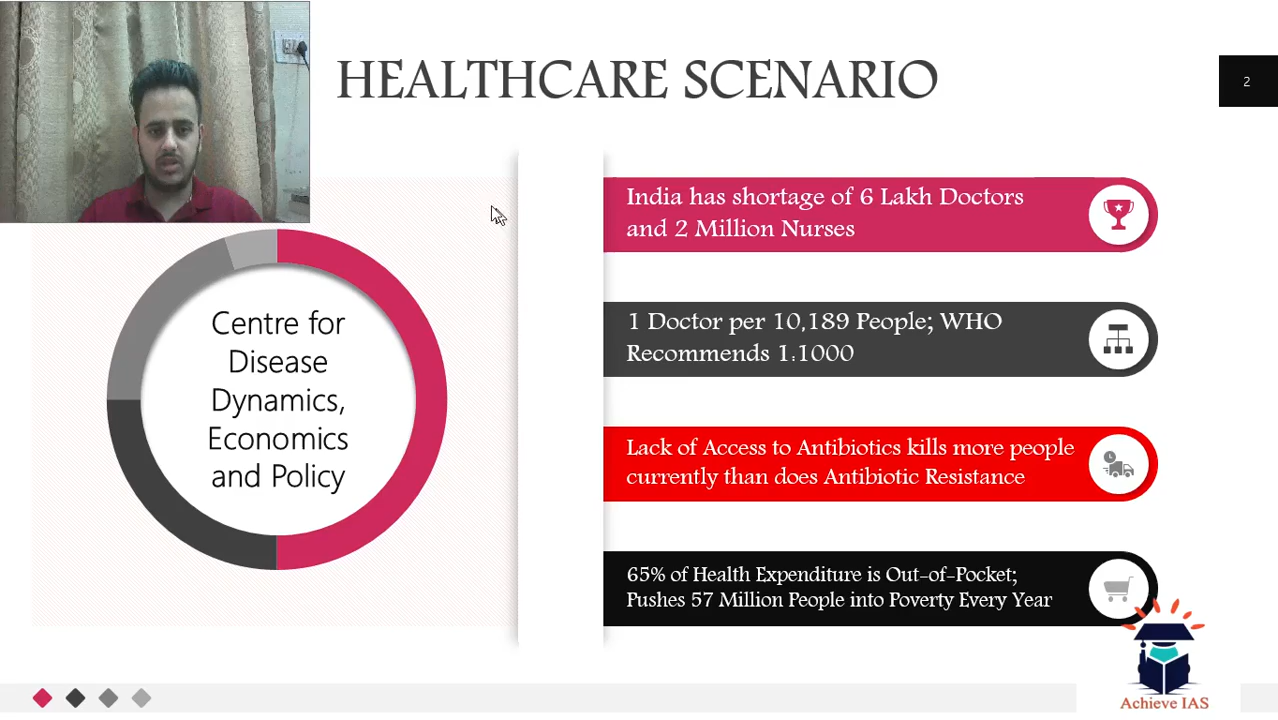 HEALTHCARE SCENARIO
2
Centre for
Disease
Dynamics,
Economics
and Policy
India has shortage of 6 Lakh Doctors
and 2 Million Nurses
1 Doctor per 10,189 People; WHO
Recommends 1:1000
Lack of Access to Antibiotics kills more people
currently than does Antibiotic Resistance
65% of Health Expenditure is Out-of-Pocket;
Pushes 57 Million People into Poverty Every Year
Achieve IAS